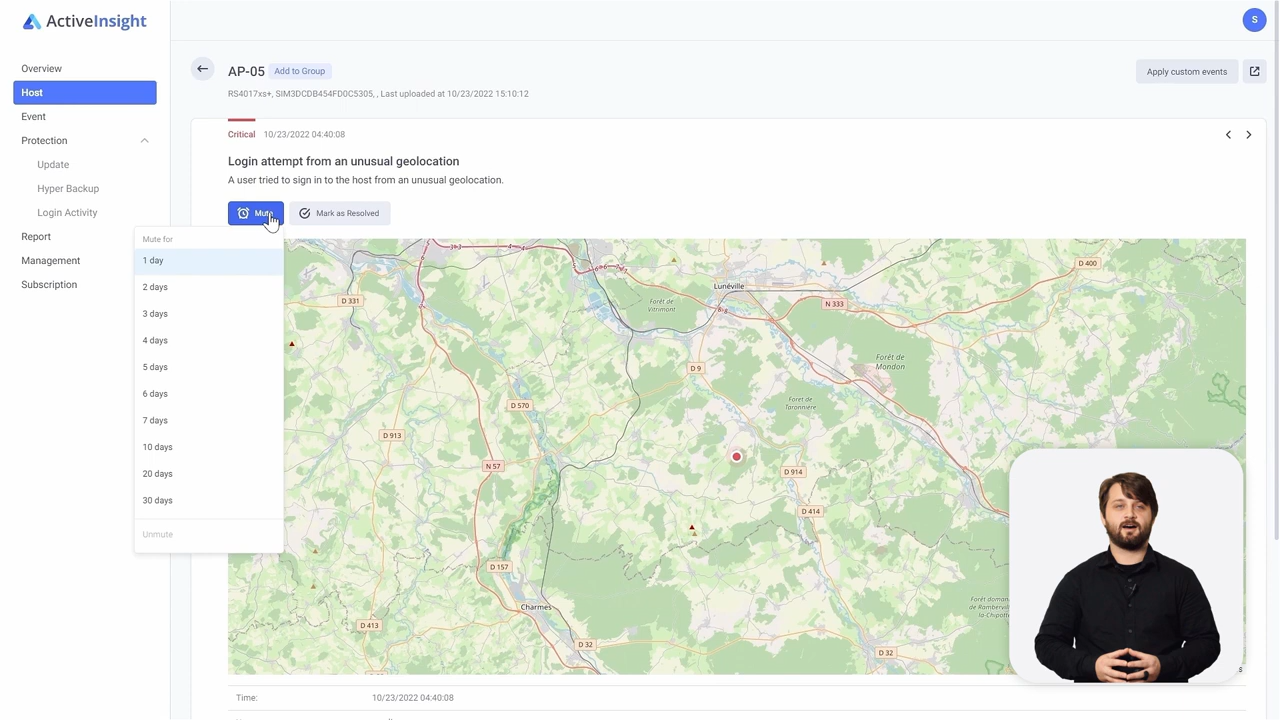 ActiveInsight
S
Overview
Host
Event
Protection
Update
Hyper Backup
Login Activity
Report
Management
Subscription
AP-05 Add to Group
Apply custom events
RS4017xs+, SIM3DCDB454FD0C5305, , Last uploaded at 10/23/2022 15:10:12
Critical 10/23/2022 04:40:08
Login attempt from an unusual geolocation
A user tried to sign in to the host from an unusual geolocation.
Mute
Mark as Resolved
Mute for
1 day
2 days
3 days
4 days
5 days
6 days
7 days
10 days
20 days
30 days
Unmute
D 400
Lunéville
D 331
Forêt de
Vitrimont
N 333
Forêt de
Mondon
D 9
Foret de
Taronnière
D 570
D 913
N 57
D 914
D 414
D 157
Charmes
D 413
D 32
D 32
Time: 10/23/2022 04:40:08